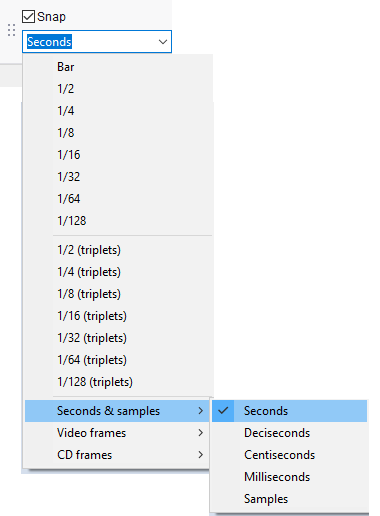 Snap
Seconds
Bar
1/2
1/4
1/8
1/16
1/32
1/64
1/128
1/2 (triplets)
1/4 (triplets)
1/8 (triplets)
1/16 (triplets)
1/32 (triplets)
1/64 (triplets)
1/128 (triplets)
Seconds & samples
Video frames
CD frames
Seconds
Deciseconds
Centiseconds
Milliseconds
Samples